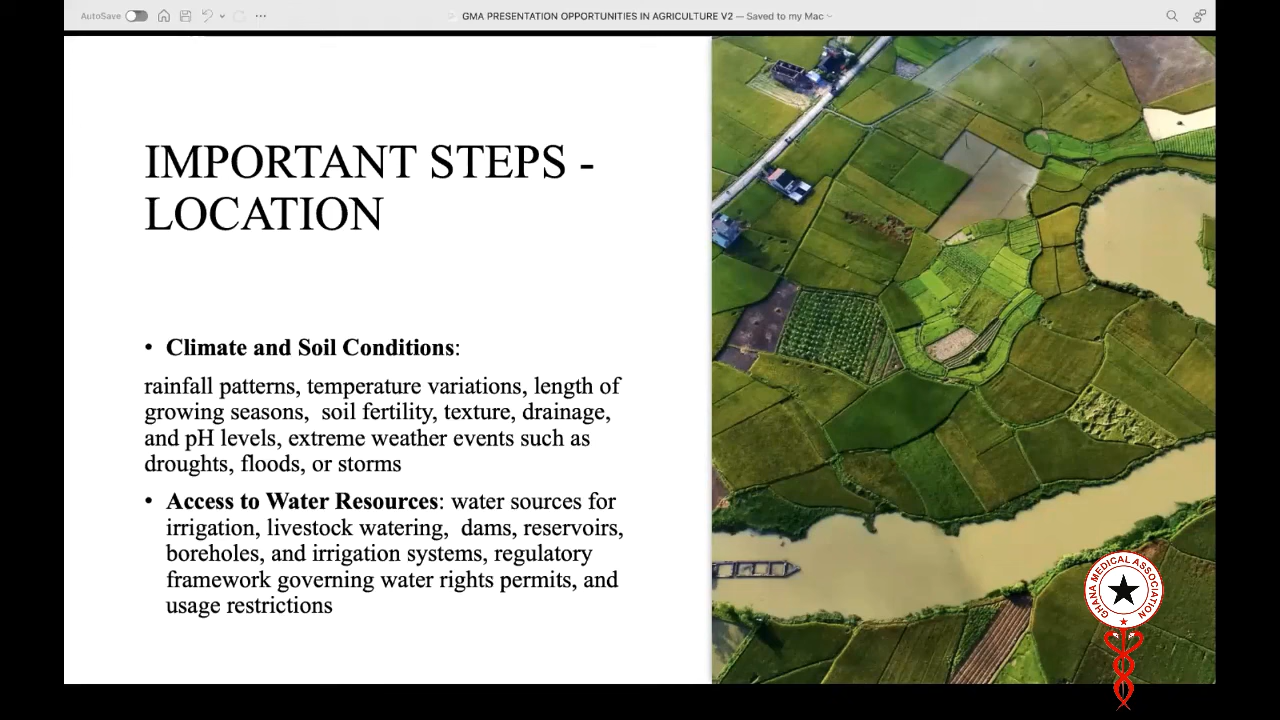 AutoSave
GMA PRESENTATION OPPORTUNITIES IN AGRICULTURE V2 — Saved to my Mac
IMPORTANT STEPS -
LOCATION
• Climate and Soil Conditions:
rainfall patterns, temperature variations, length of
growing seasons,  soil fertility, texture, drainage,
and pH levels, extreme weather events such as
droughts, floods, or storms
• Access to Water Resources: water sources for
irrigation, livestock watering,  dams, reservoirs,
boreholes, and irrigation systems, regulatory
framework governing water rights permits, and
usage restrictions
GHANA MEDICAL ASSOCIATION